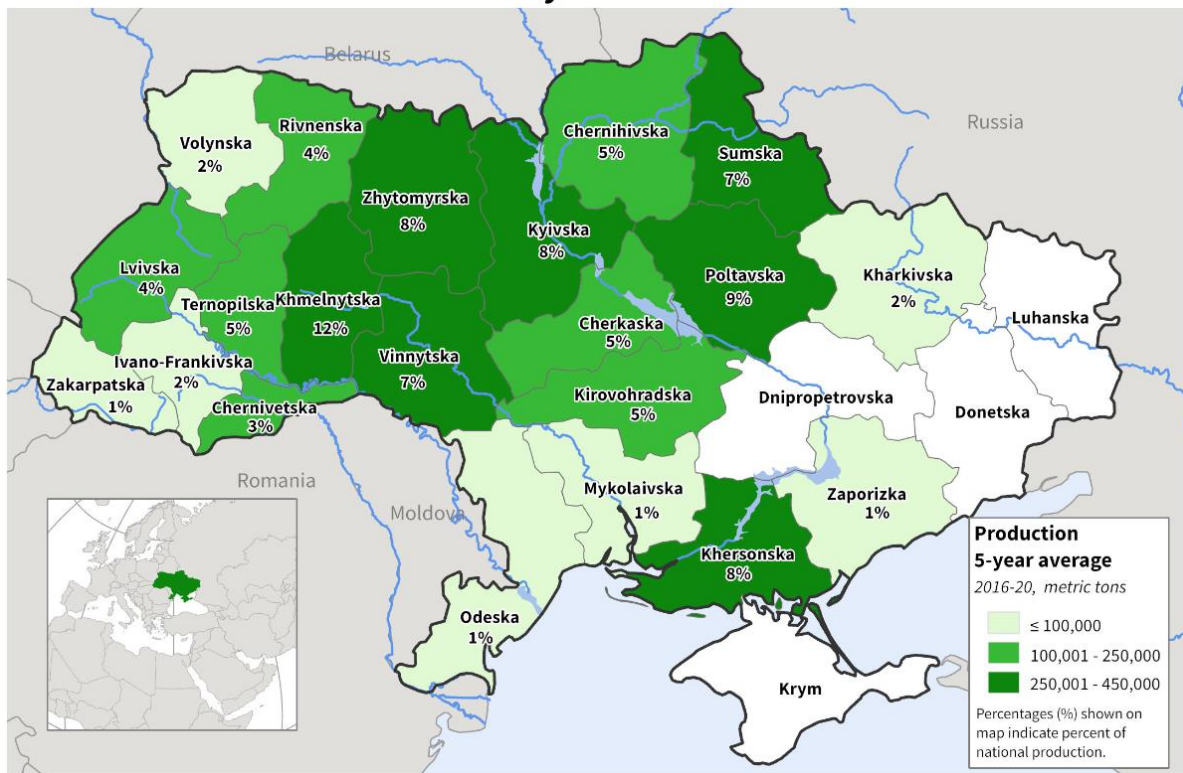 Belarus
Russia
Volynska
2%
Rivnenska
4%
Chernihivska
5%
Sumska
7%
Zhytomyrska
8%
Kyivska
8%
Lvivska
4%
Ternopilska
5%
Khmelnytska
12%
Poltavska
9%
Kharkivska
2%
Luhanska
Cherkaska
5%
Vinnytska
7%
Ivano-Frankivska
2%
Zakarpatska
1%
Chernivetska
3%
Kirovohradska
5%
Dnipropetrovska
Donetska
Romania
Moldova
Mykolaivska
1%
Zaporizka
1%
Khersonska
8%
Odeska
1%
Krym
Production
5-year average
2016-20, metric tons
≤ 100,000
100,001 - 250,000
250,001 - 450,000
Percentages (%) shown on
map indicate percent of
national production.